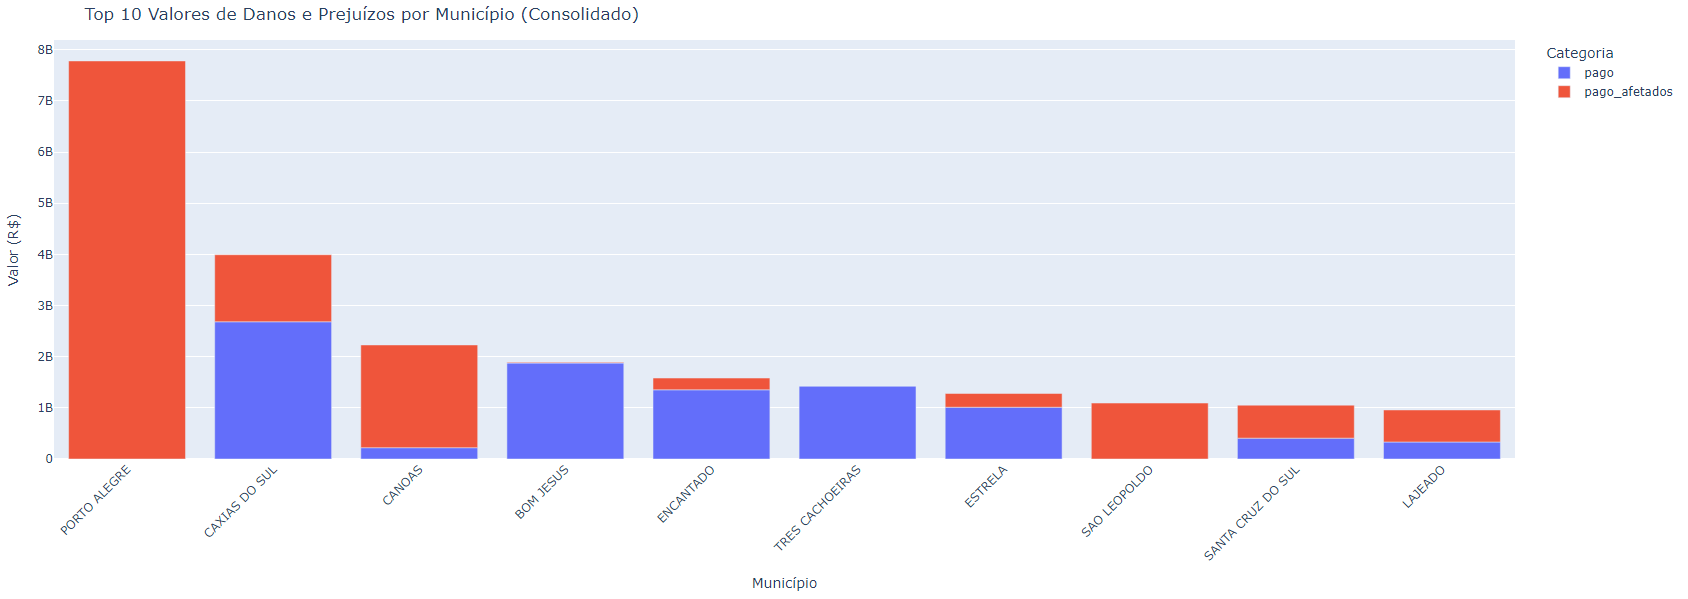 Top 10 Valores de Danos e Prejuízos por Município (Consolidado)
Categoria
pago
pago_afetados
Valor (R$)
8B
7B
6B
5B
4B
3B
2B
1B
0
PORTO ALEGRE
CAXIAS DO SUL
CANOAS
BOM JESUS
ENCANTADO
TRES CACHOEIRAS
ESTRELA
SAO LEOPOLDO
SANTA CRUZ DO SUL
LAJEADO
Município